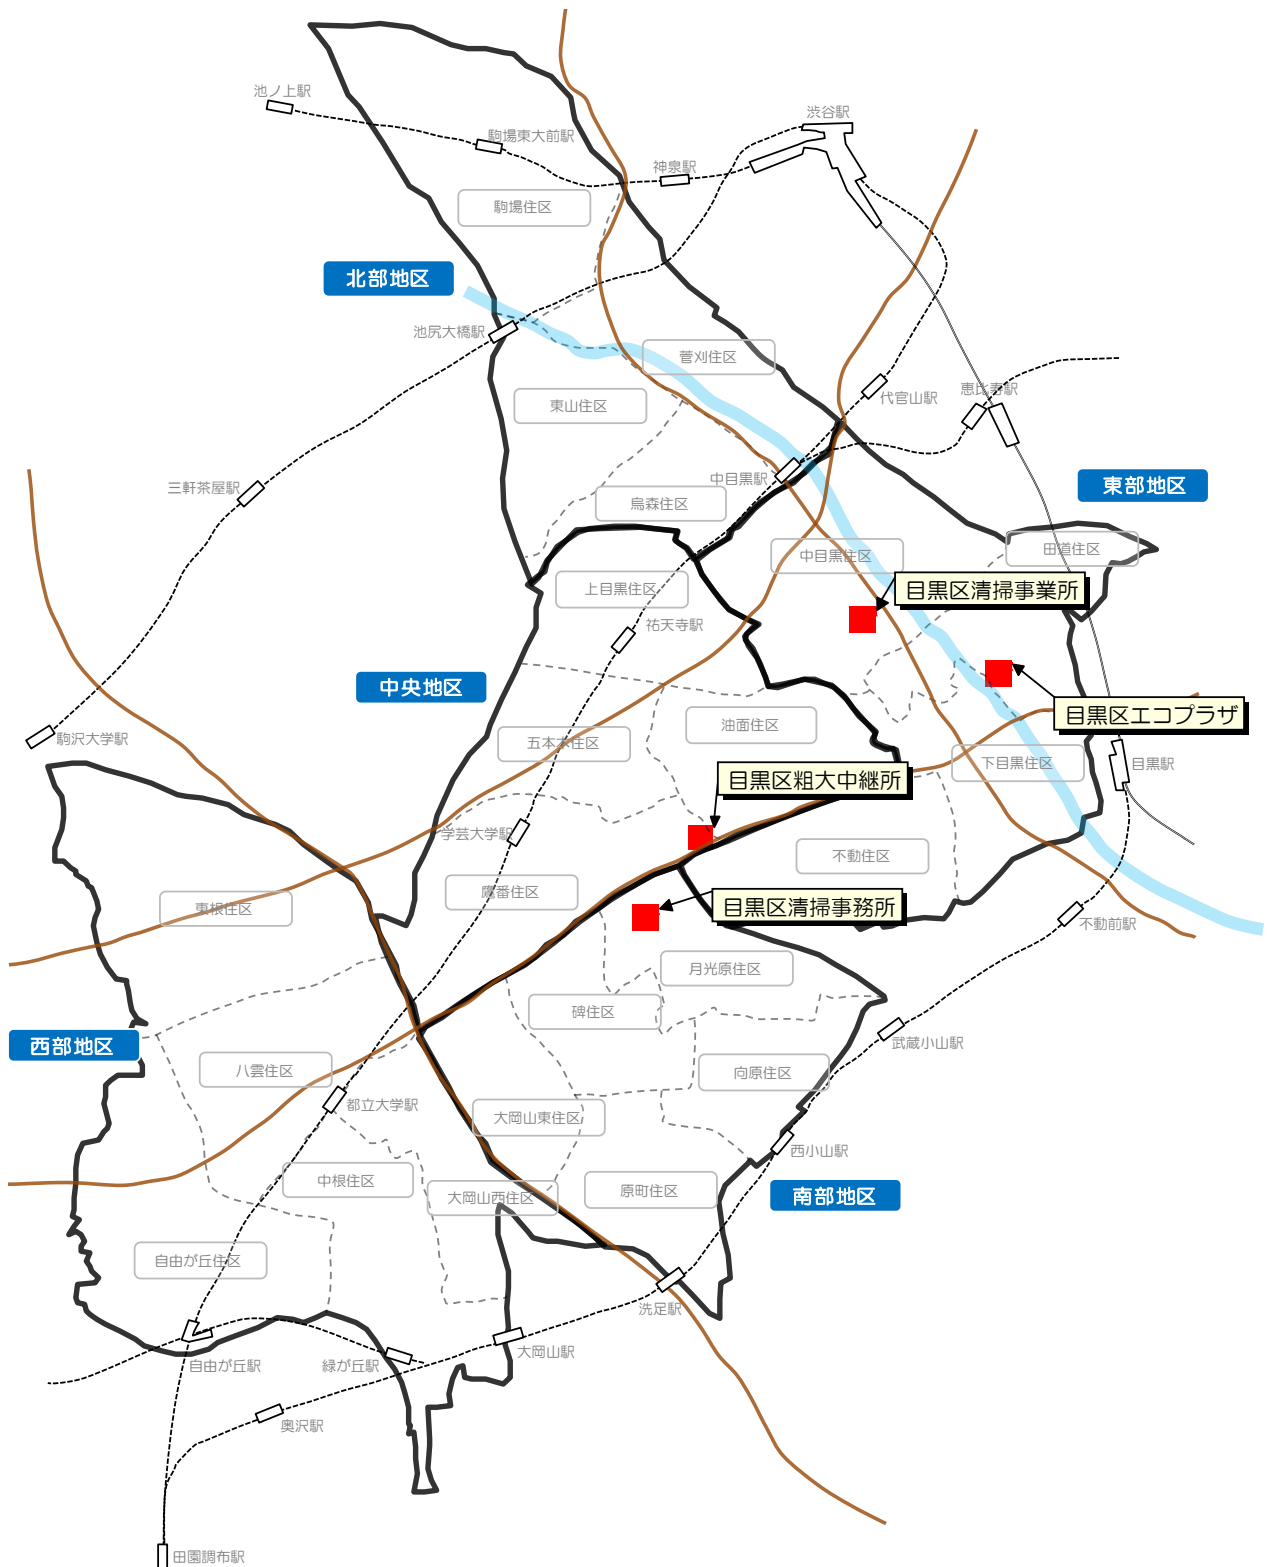 池ノ上駅
渋谷駅
駒場東大前駅
神泉駅
駒場住区
北部地区
池尻大橋駅
菅刈住区
恵比寿駅
代官山駅
東山住区
中目黒駅
三軒茶屋駅
東部地区
烏森住区
中目黒住区
田道住区
上目黒住区
目黒区清掃事業所
祐天寺駅
中央地区
目黒区エコプラザ
油面住区
駒沢大学駅
五本木住区
下目黒住区
目黒駅
目黒区粗大中継所
学芸大学駅
不動住区
鷹番住区
東根住区
目黒区清掃事務所
不動前駅
月光原住区
碑住区
西部地区
武蔵小山駅
八雲住区
向原住区
都立大学駅
大岡山東住区
西小山駅
中根住区
大岡山西住区
原町住区
南部地区
自由が丘住区
洗足駅
自由が丘駅
緑が丘駅
大岡山駅
奥沢駅
田園調布駅